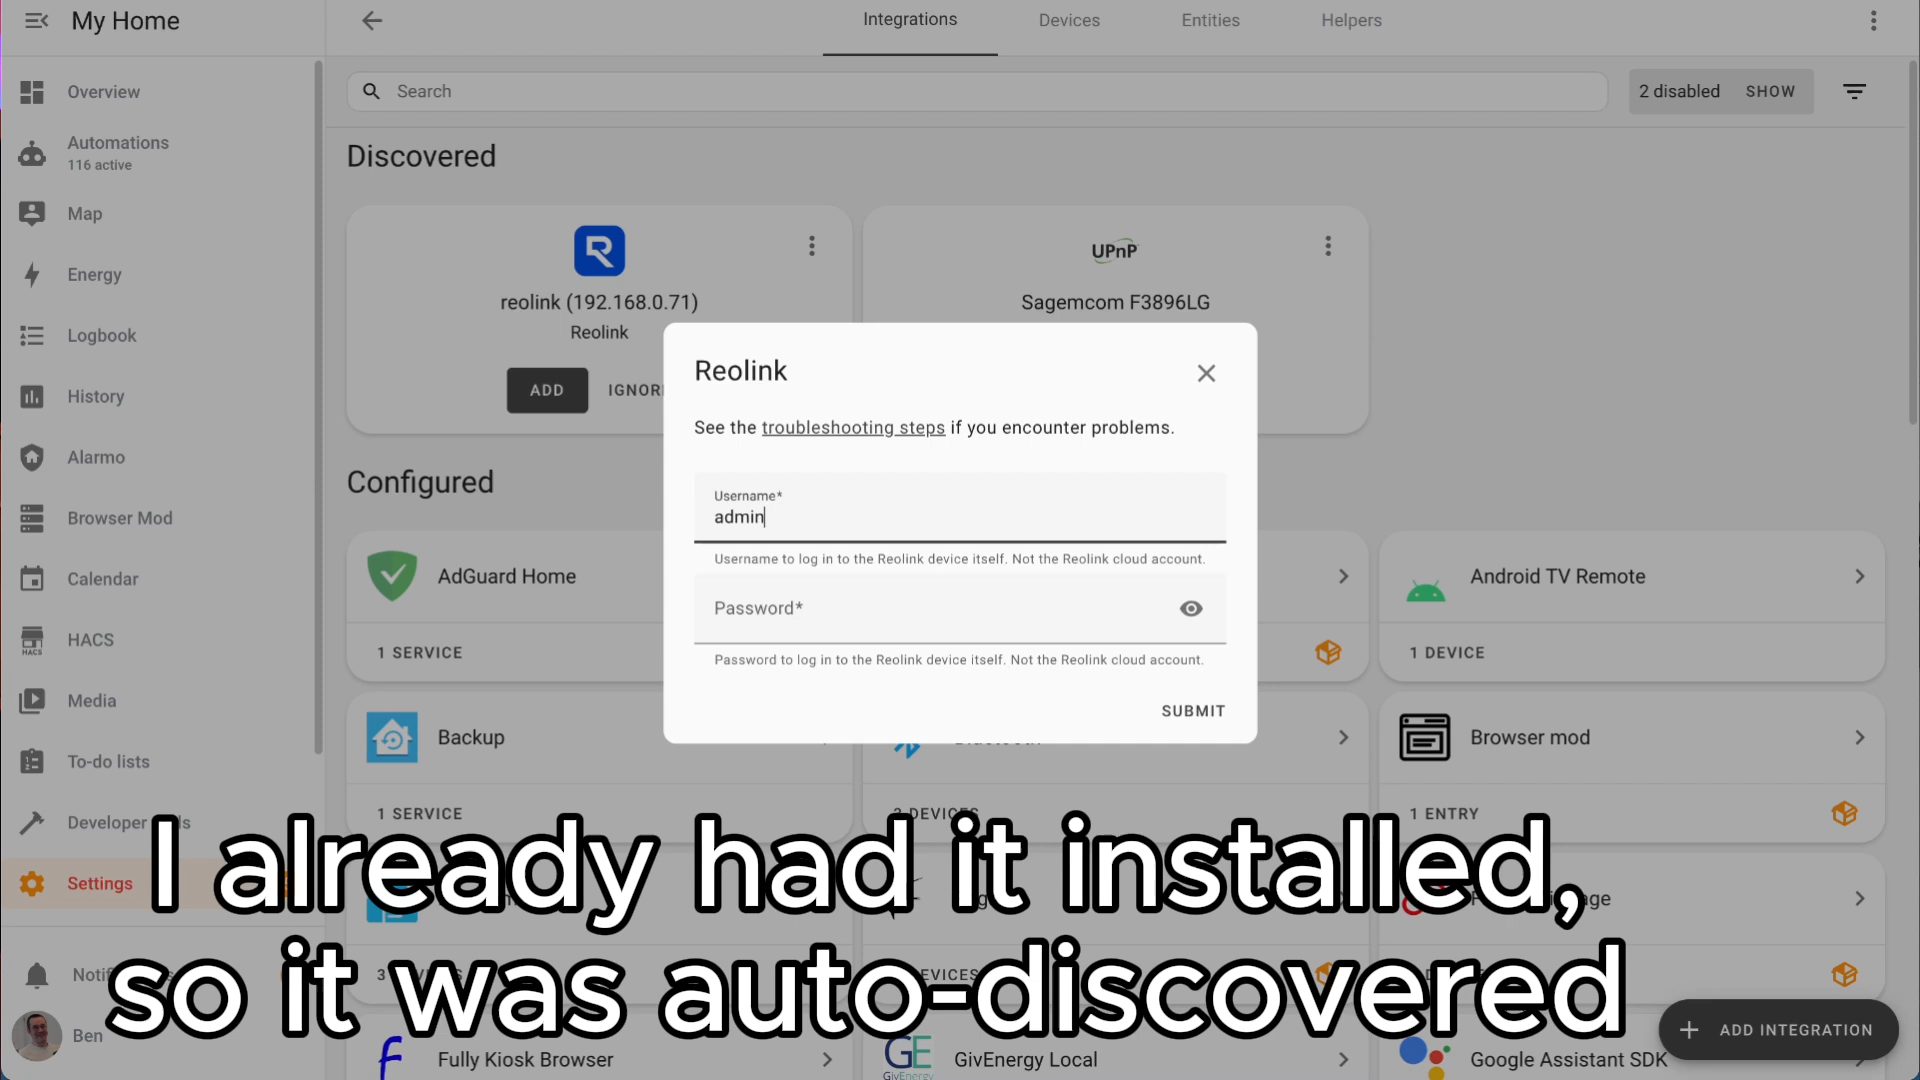 My Home
Integrations
Devices
Entities
Helpers
Overview
Automations
116 active
Map
Energy
Logbook
History
Alarmo
Browser Mod
Calendar
HACS
HACS
Media
To-do lists
Developer
Settings
Ben
Search
2 disabled
SHOW
Discovered
reolink (192.168.0.71)
Reolink
ADD
UPnP
Sagemcom F3896LG
Reolink
See the troubleshooting steps if you encounter problems.
Username*
admin
Username to log in to the Reolink device itself. Not the Reolink cloud account.
Password*
Password to log in to the Reolink device itself. Not the Reolink cloud account.
SUBMIT
Configured
AdGuard Home
1 SERVICE
Android TV Remote
1 DEVICE
Backup
1 SERVICE
DEVICES
Browser mod
1 ENTRY
I already had it installed,
so it was auto-discovered
Fully Kiosk Browser
GE
GivEnergy
GivEnergy Local
Google Assistant SDK
ADD INTEGRATION